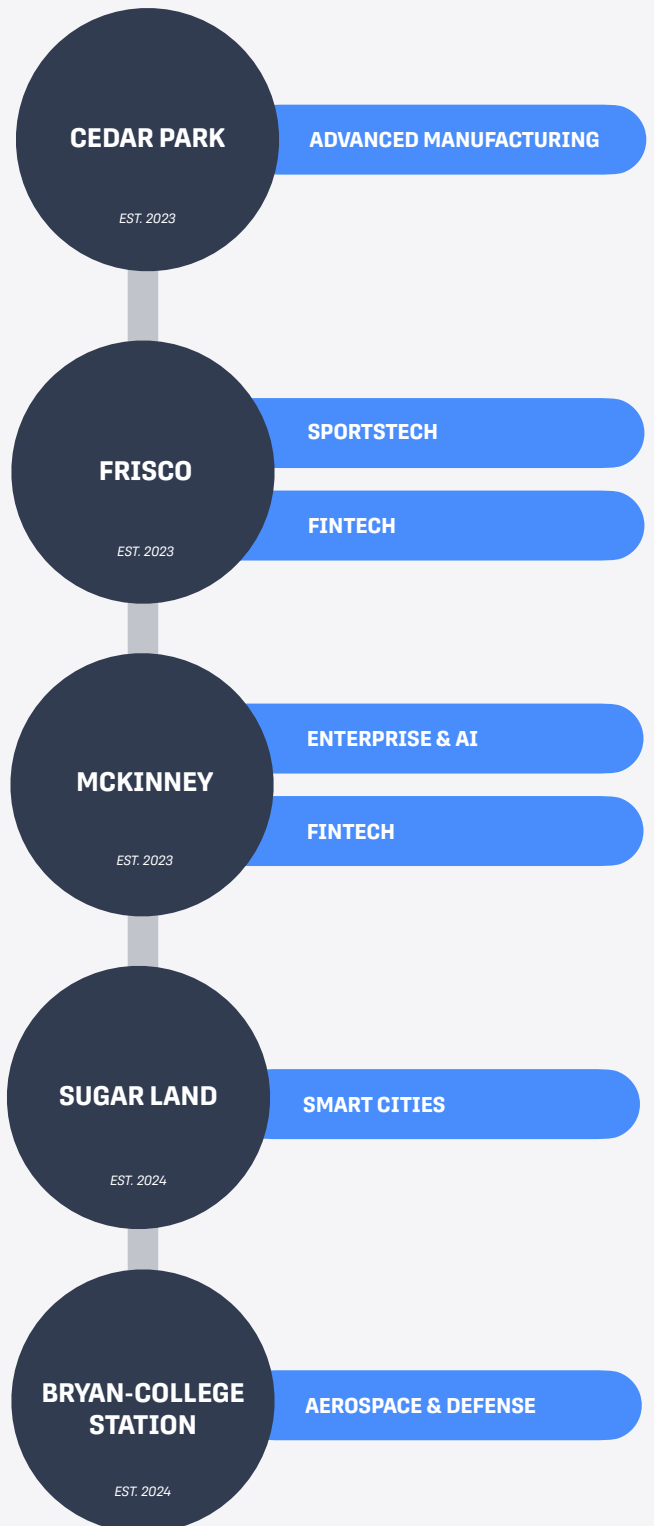 CEDAR PARK
ADVANCED MANUFACTURING
EST. 2023
FRISCO
SPORTSTECH
FINTECH
EST. 2023
MCKINNEY
ENTERPRISE & AI
FINTECH
EST. 2023
SUGAR LAND
SMART CITIES
EST. 2024
BRYAN-COLLEGE
STATION
AEROSPACE & DEFENSE
EST. 2024